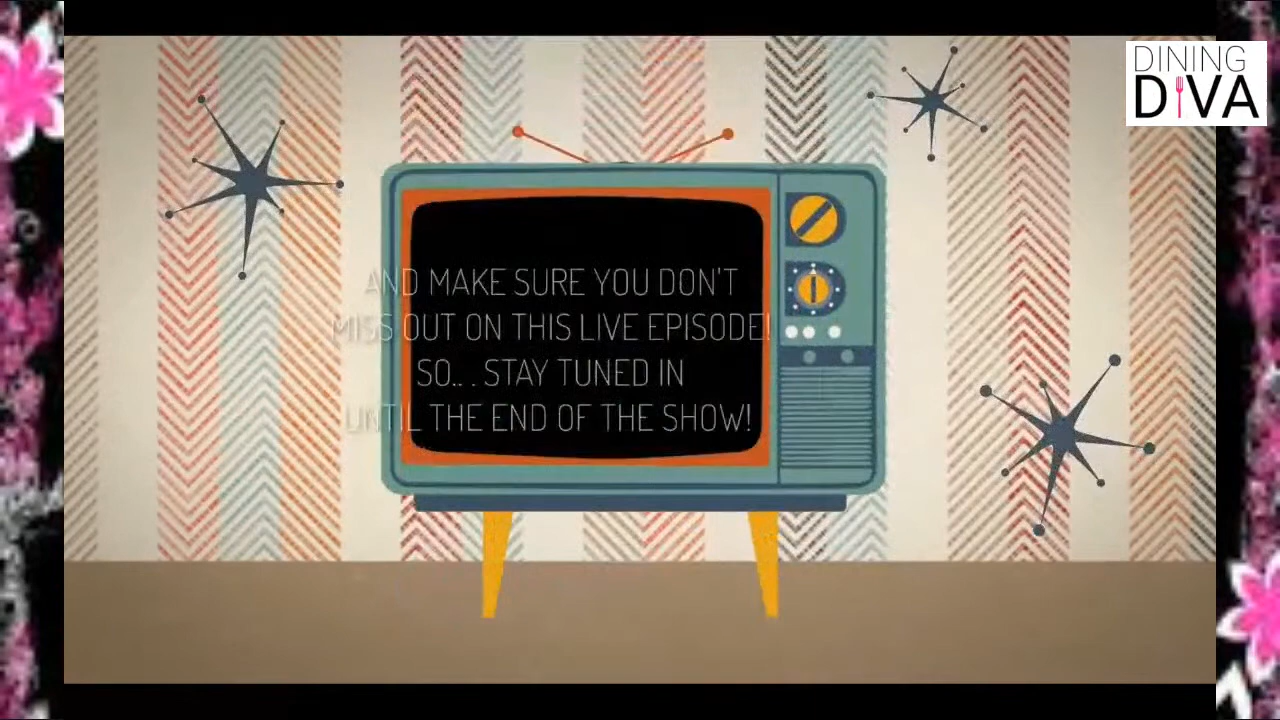 DINING
DIVA
AND MAKE SURE YOU DON'T
MISS OUT ON THIS LIVE EPISODE!
SO... STAY TUNED IN
UNTIL THE END OF THE SHOW!